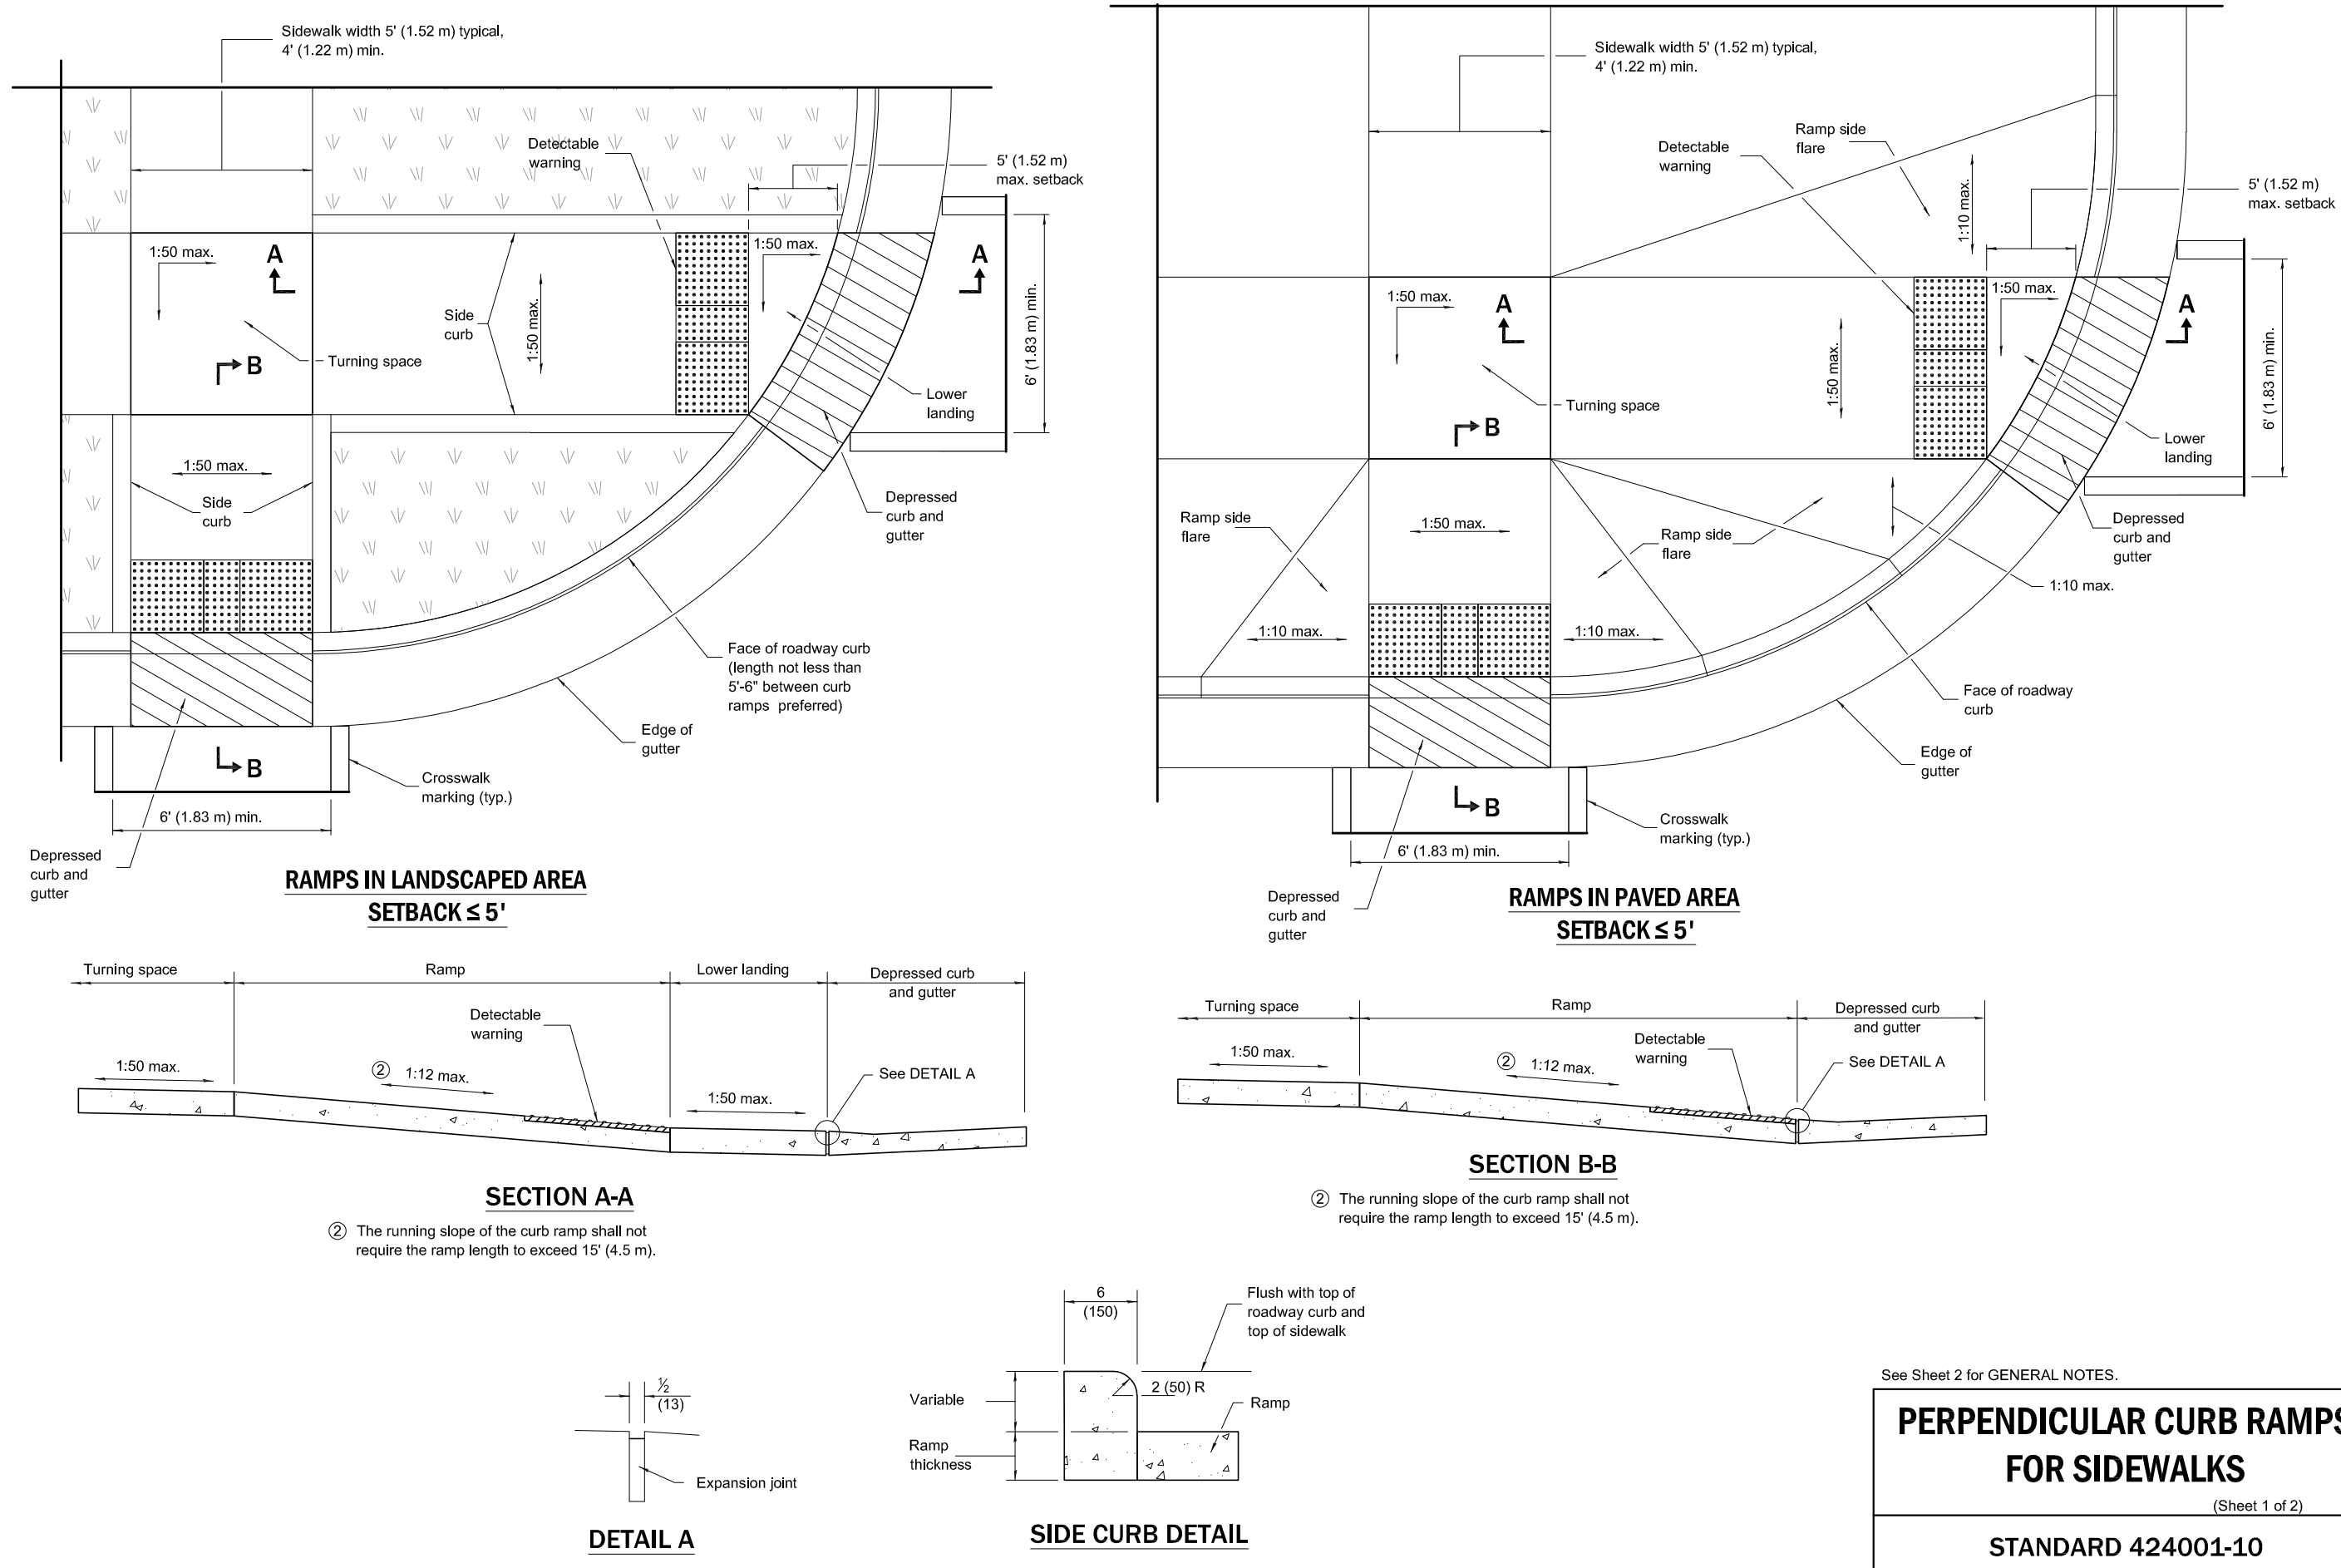 Sidewalk width 5' (1.52 m) typical,
4' (1.22 m) min.
Detectable
warning
5' (1.52 m)
max. setback
1:50 max.
A
1:50 max.
A
Side
curb
1:50 max.
6' (1.83 m) min.
B
Turning space
Lower
landing
1:50 max.
Side
curb
Depressed
curb and
gutter
Face of roadway curb
(length not less than
5'-6" between curb
ramps preferred)
Edge of
gutter
B
Crosswalk
marking (typ.)
6' (1.83 m) min.
Depressed
curb and
gutter
RAMPS IN LANDSCAPED AREA
SETBACK ≤ 5'
Sidewalk width 5' (1.52 m) typical,
4' (1.22 m) min.
Ramp side
flare
Detectable
warning
1:10 max.
5' (1.52 m)
max. setback
1:50 max.
A
1:50 max.
A
1:50 max.
6' (1.83 m) min.
Turning space
B
Lower
landing
Ramp side
flare
1:50 max.
Ramp side
flare
Depressed
curb and
gutter
1:10 max.
1:10 max.
1:10 max.
Face of roadway
curb
Edge of
gutter
B
Crosswalk
marking (typ.)
6' (1.83 m) min.
Depressed
curb and
gutter
RAMPS IN PAVED AREA
SETBACK ≤ 5'
Turning space
Ramp
Lower landing
Depressed curb
and gutter
Detectable
warning
1:50 max.
2 1:12 max.
1:50 max.
See DETAIL A
SECTION A-A
2 The running slope of the curb ramp shall not
require the ramp length to exceed 15' (4.5 m).
Turning space
Ramp
Depressed curb
and gutter
Detectable
warning
1:50 max.
2 1:12 max.
See DETAIL A
SECTION B-B
2 The running slope of the curb ramp shall not
require the ramp length to exceed 15' (4.5 m).
½
(13)
Expansion joint
DETAIL A
6
(150)
Flush with top of
roadway curb and
top of sidewalk
Variable
2 (50) R
Ramp
Ramp
thickness
SIDE CURB DETAIL
See Sheet 2 for GENERAL NOTES.
PERPENDICULAR CURB RAMPS
FOR SIDEWALKS
(Sheet 1 of 2)
STANDARD 424001-10